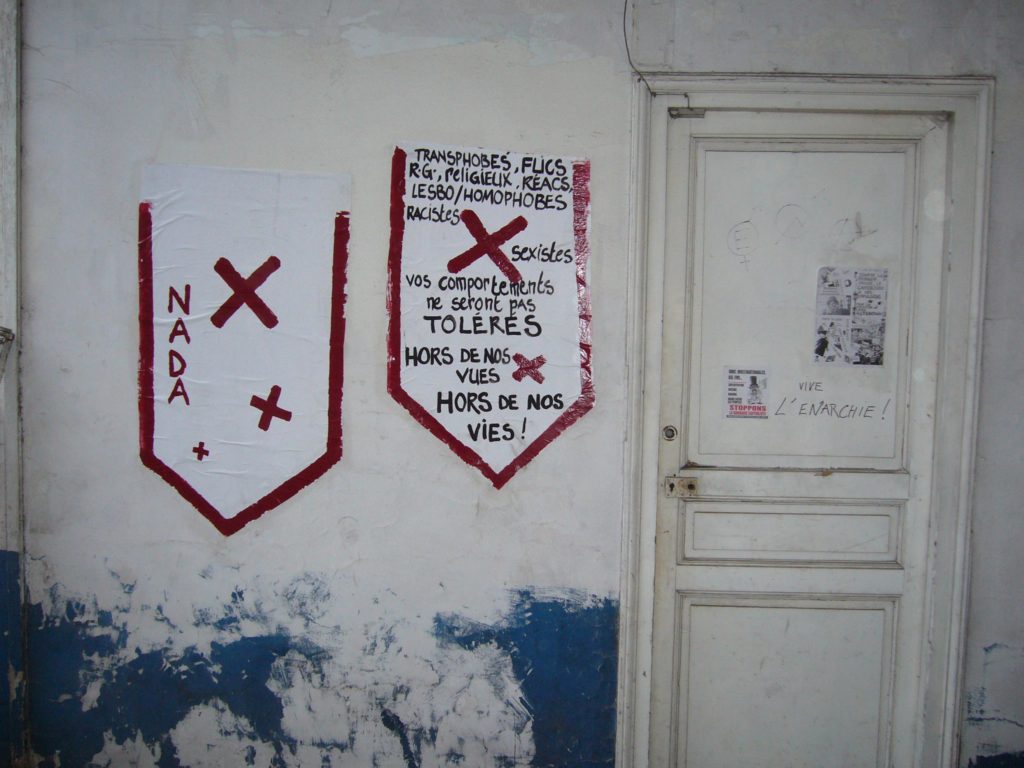 NADA
TRANSPHOBES, FLICS
R.G., RELIGIEUX, RÉACS,
LESBO/HOMOPHOBES
RACISTES
SEXISTES
VOS COMPORTEMENTS
NE SERONT PAS
TOLÉRÉS
HORS DE NOS
VUES
HORS DE NOS
VIES!
STOPPONS
VIVE
L'ENARCHIE!